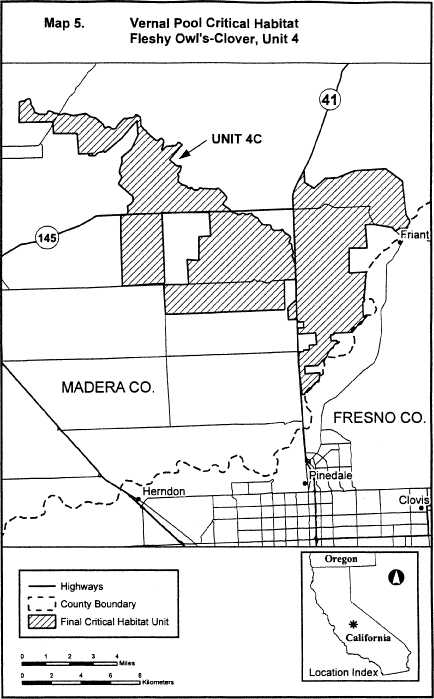 Map 5. Vernal Pool Critical Habitat
Fleshy Owl's-Clover, Unit 4
41
UNIT 4C
145
Friant
MADERA CO.
FRESNO CO.
Pinedale
Herndon
Clovis
Highways
County Boundary
Final Critical Habitat Unit
0 1 2 3 4
Miles
0 2 4 6 8
Kilometers
Oregon
California
Location Index